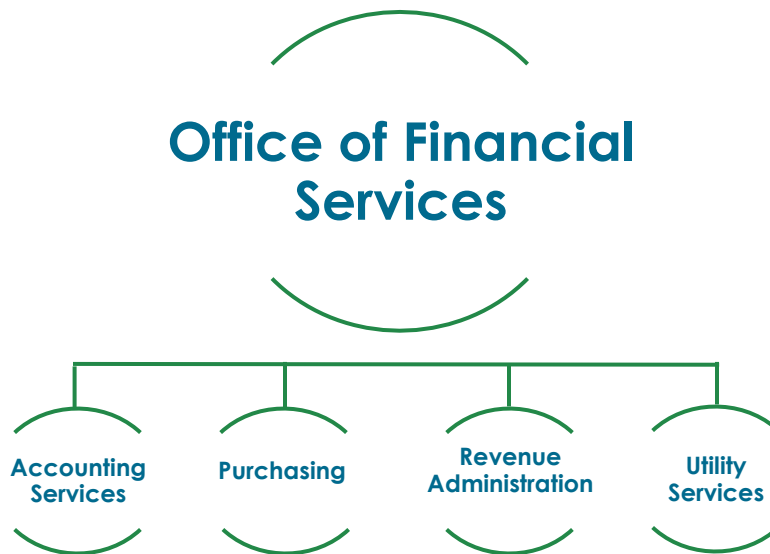 Office of Financial
Services
Accounting
Services
Purchasing
Revenue
Administration
Utility
Services